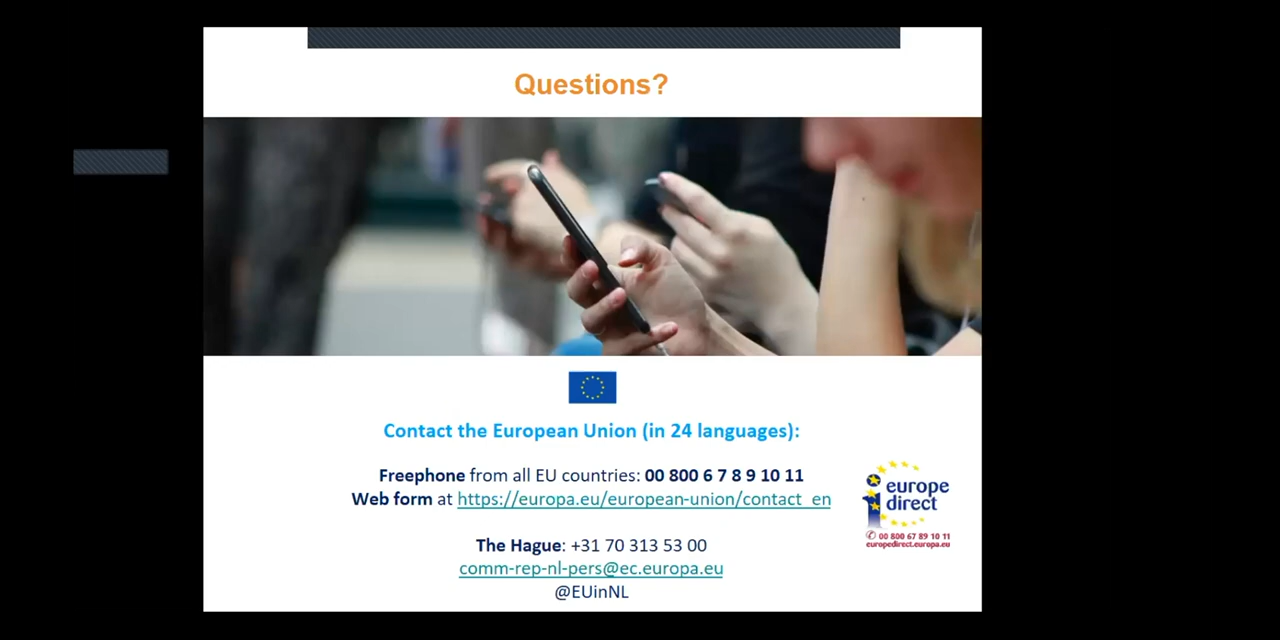 Questions?
Contact the European Union (in 24 languages):
Freephone from all EU countries: 00 800 6 7 8 9 10 11
Web form at https://europa.eu/european-union/contact_en
europe
direct
00 800 67 89 10 11
europedirect.europa.eu
The Hague: +31 70 313 53 00
comm-rep-nl-pers@ec.europa.eu
@EUinNL